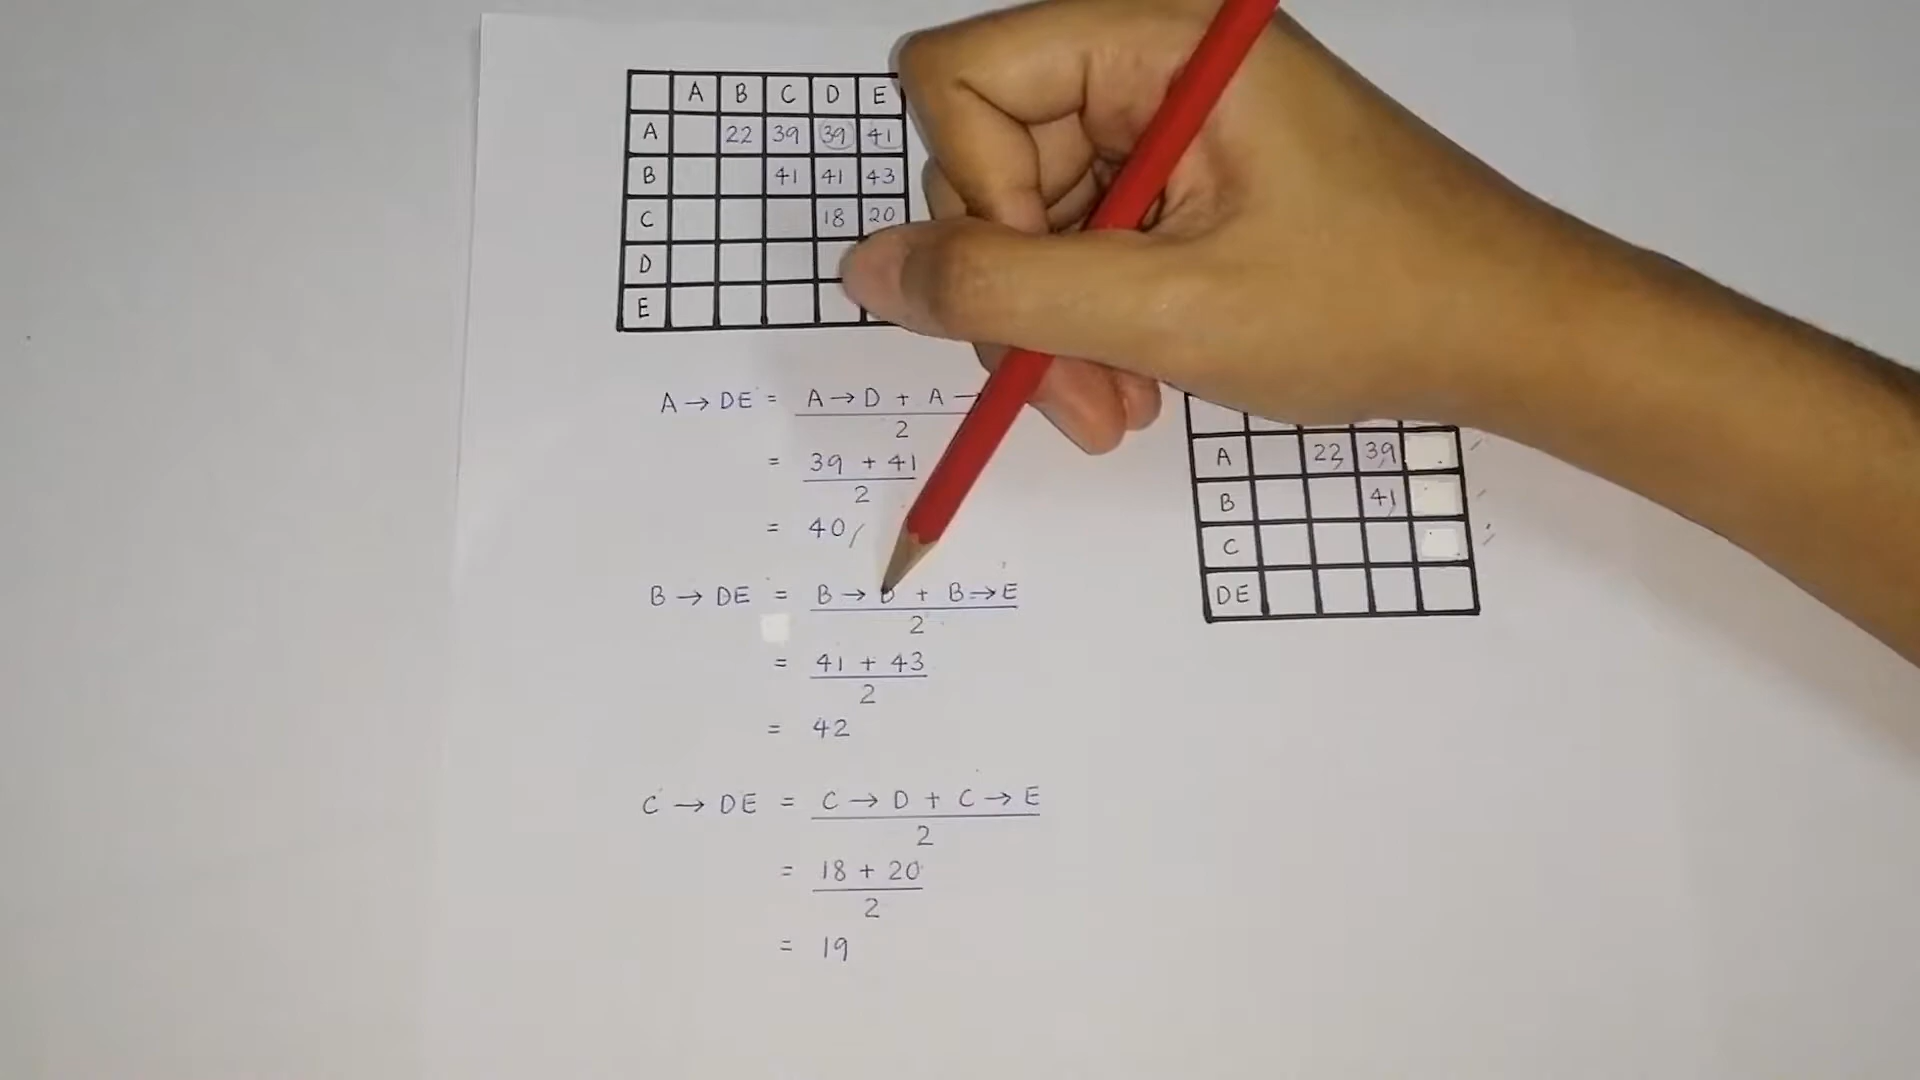 A B C D E
A 22 39 39 41
B 41 41 43
C 18 20
D
E
A → DE = A → D + A →
2
= 39 + 41
2
= 40
B → DE = B → D + B → E
2
= 41 + 43
2
= 42
C → DE = C → D + C → E
2
= 18 + 20
2
= 19
A 22 39
B 41
C
DE